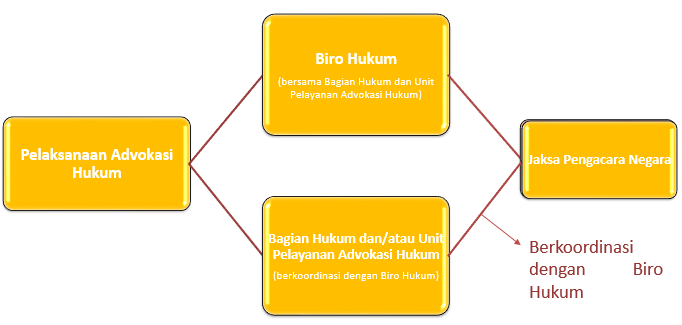 Pelaksanaan Advokasi
Hukum
Biro Hukum
(bersama Bagian Hukum dan Unit
Pelayanan Advokasi Hukum)
Bagian Hukum dan/atau Unit
Pelayanan Advokasi Hukum
(berkoordinasi dengan Biro Hukum)
Jaksa Pengacara Negara
Berkoordinasi
dengan Biro
Hukum